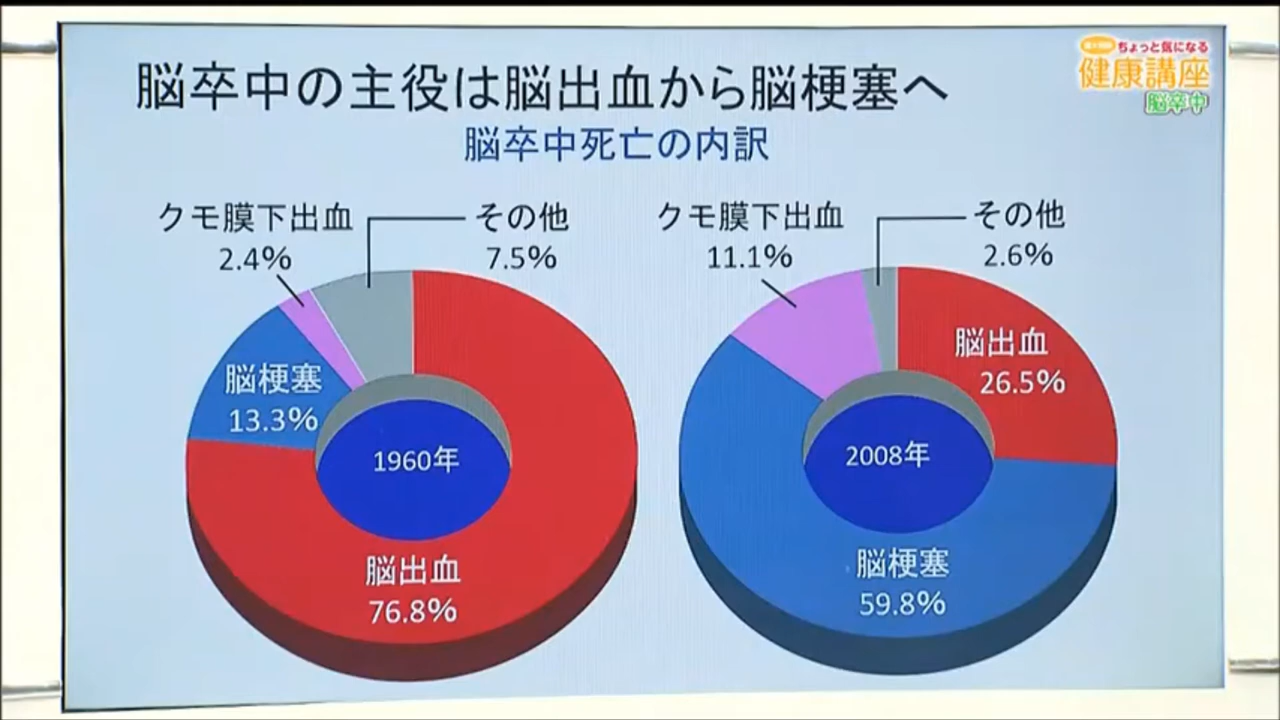 ちょっと気になる
健康講座
脳卒中
脳卒中の主役は脳出血から脳梗塞へ
脳卒中死亡の内訳
クモ膜下出血
2.4%
その他
7.5%
脳梗塞
13.3%
1960年
脳出血
76.8%
クモ膜下出血
11.1%
その他
2.6%
脳出血
26.5%
2008年
脳梗塞
59.8%